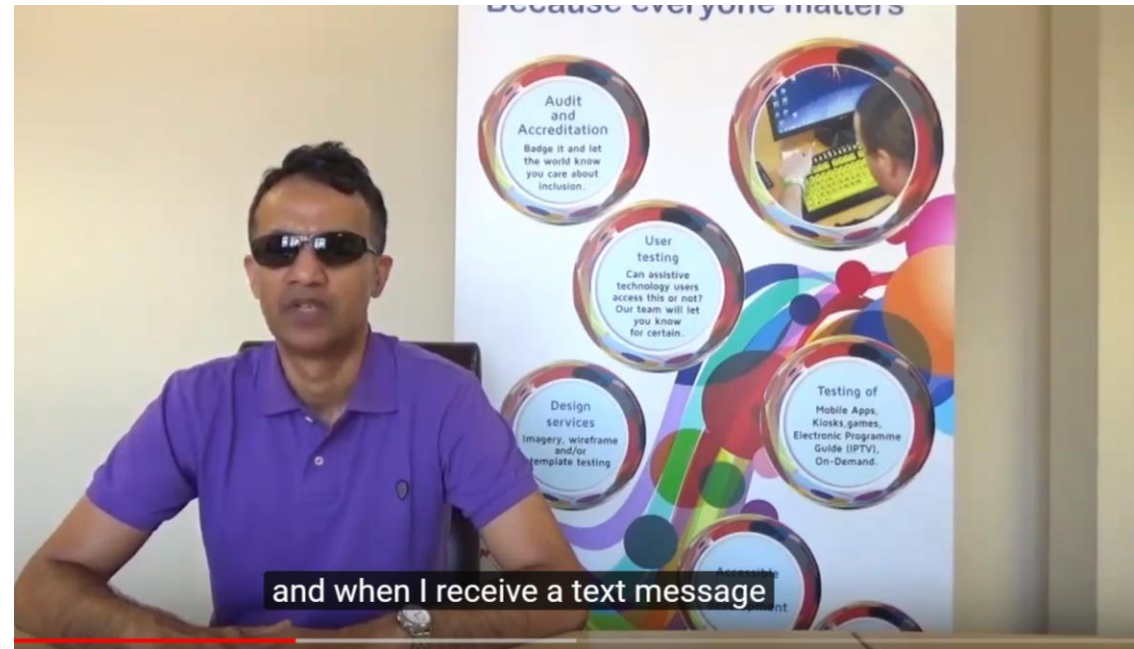 Because everyone matters
Audit
and
Accreditation
Badge it and let
the world know
you care about
inclusion.
User
testing
Can assistive
technology users
access this or not?
Our team will let
you know
for certain.
Design
services
Imagery, wireframe
and/or
template testing
Testing of
Mobile Apps,
Kiosks,games,
Electronic Programme
Guide (IPTV),
On-Demand.
Accessible
and when I receive a text message